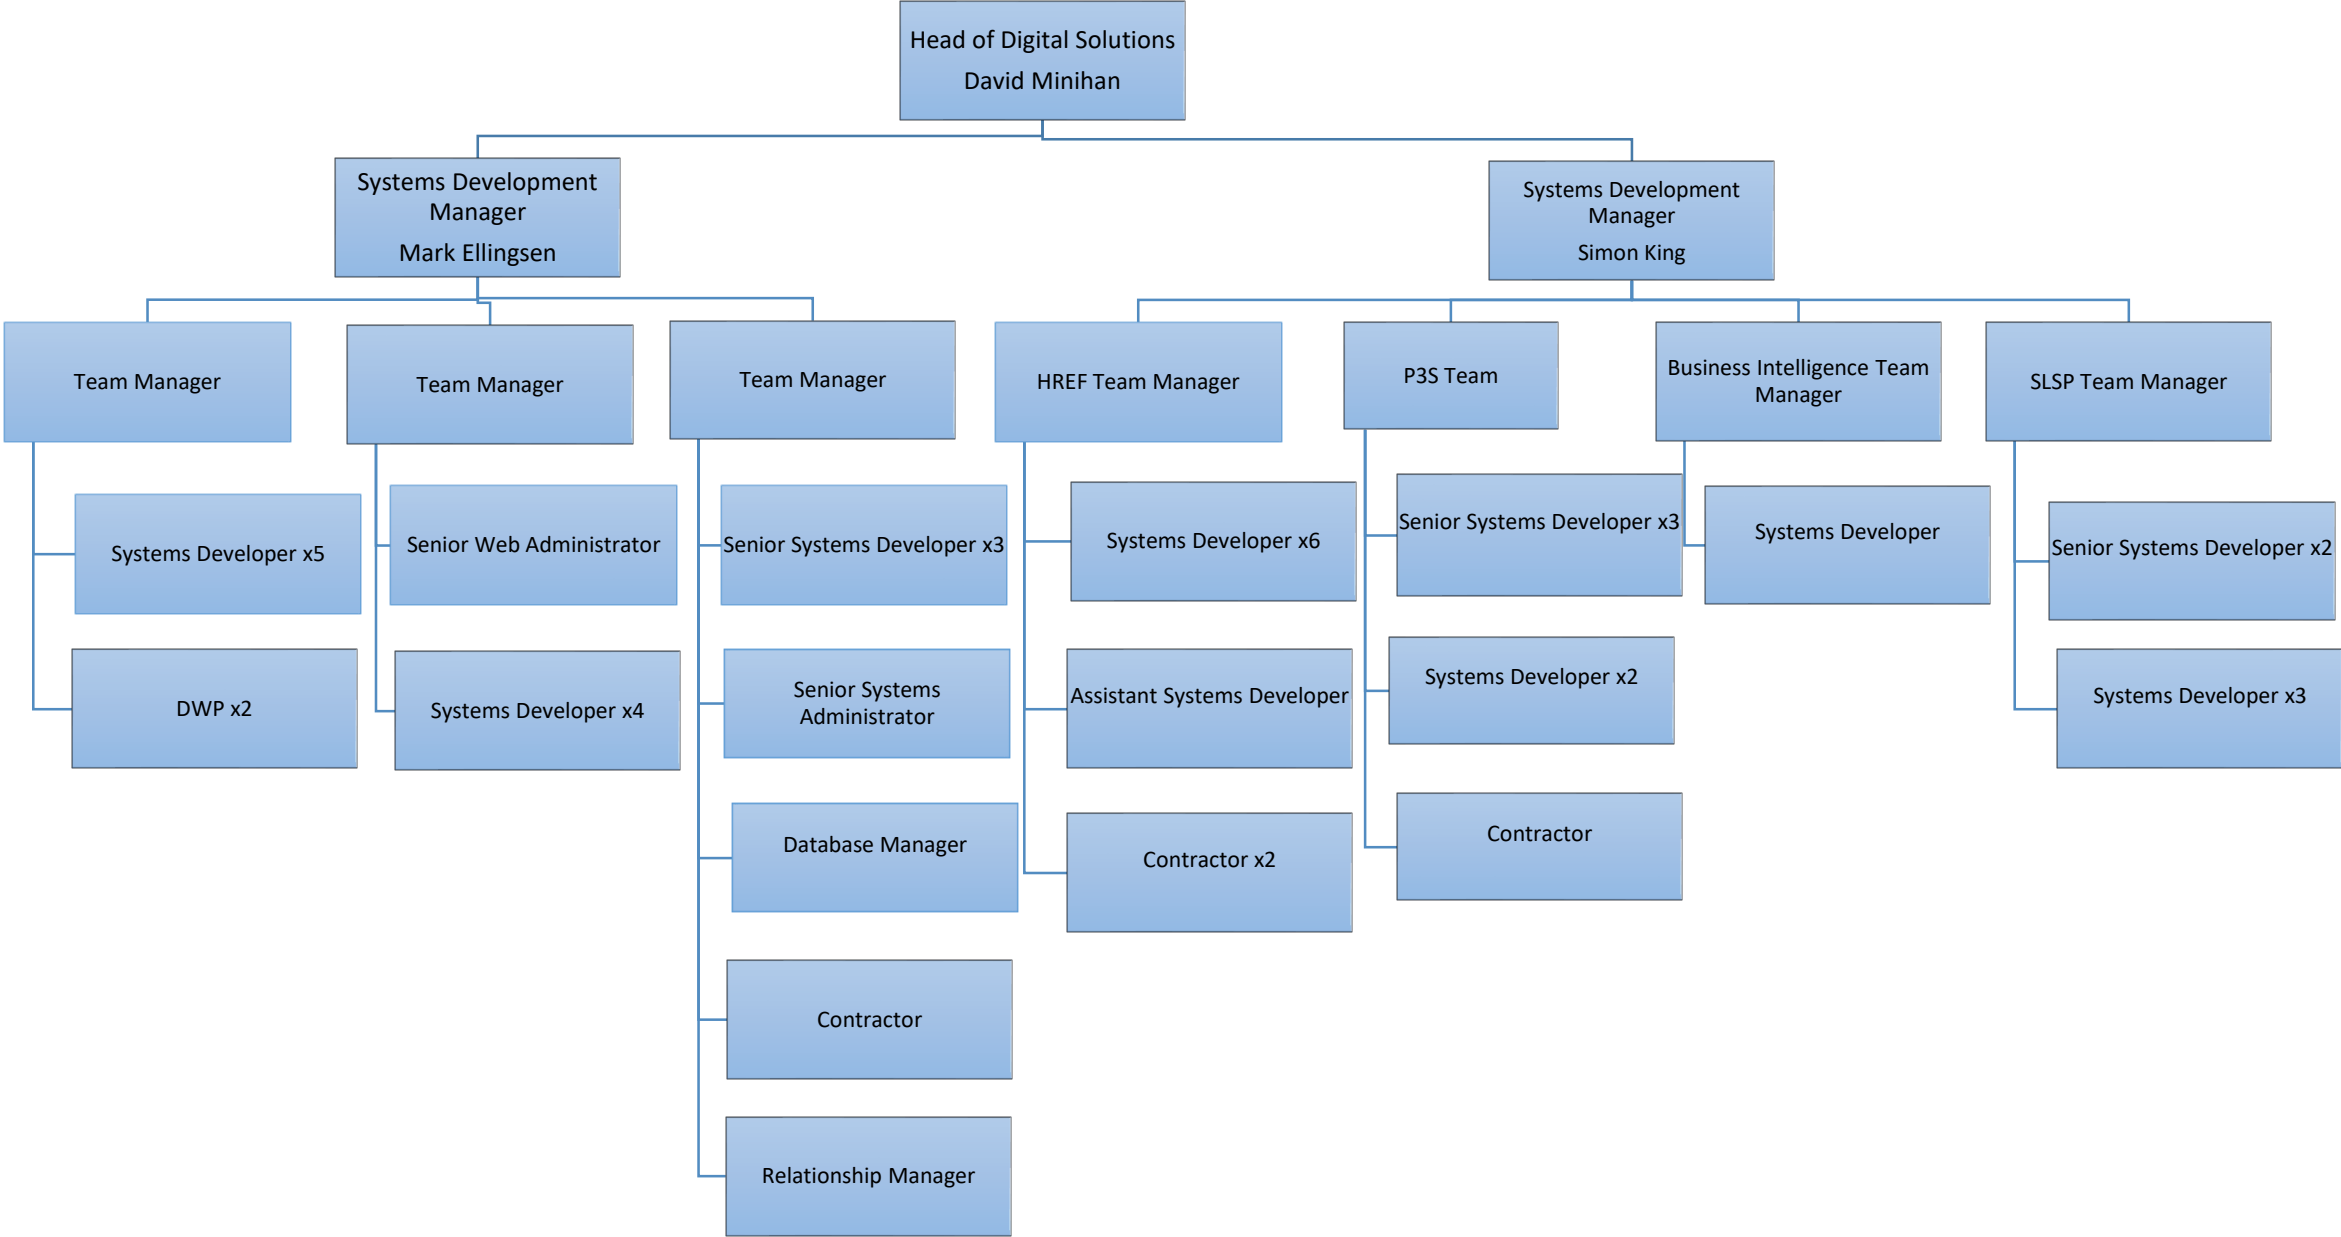 Head of Digital Solutions
David Minihan
Systems Development
Manager
Mark Ellingsen
Systems Development
Manager
Simon King
Team Manager
Team Manager
Team Manager
HREF Team Manager
P3S Team
Business Intelligence Team
Manager
SLSP Team Manager
Systems Developer x5
Senior Web Administrator
Senior Systems Developer x3
Systems Developer x6
Senior Systems Developer x3
Systems Developer
Senior Systems Developer x2
DWP x2
Systems Developer x4
Senior Systems
Administrator
Assistant Systems Developer
Systems Developer x2
Systems Developer x3
Database Manager
Contractor x2
Contractor
Contractor
Relationship Manager